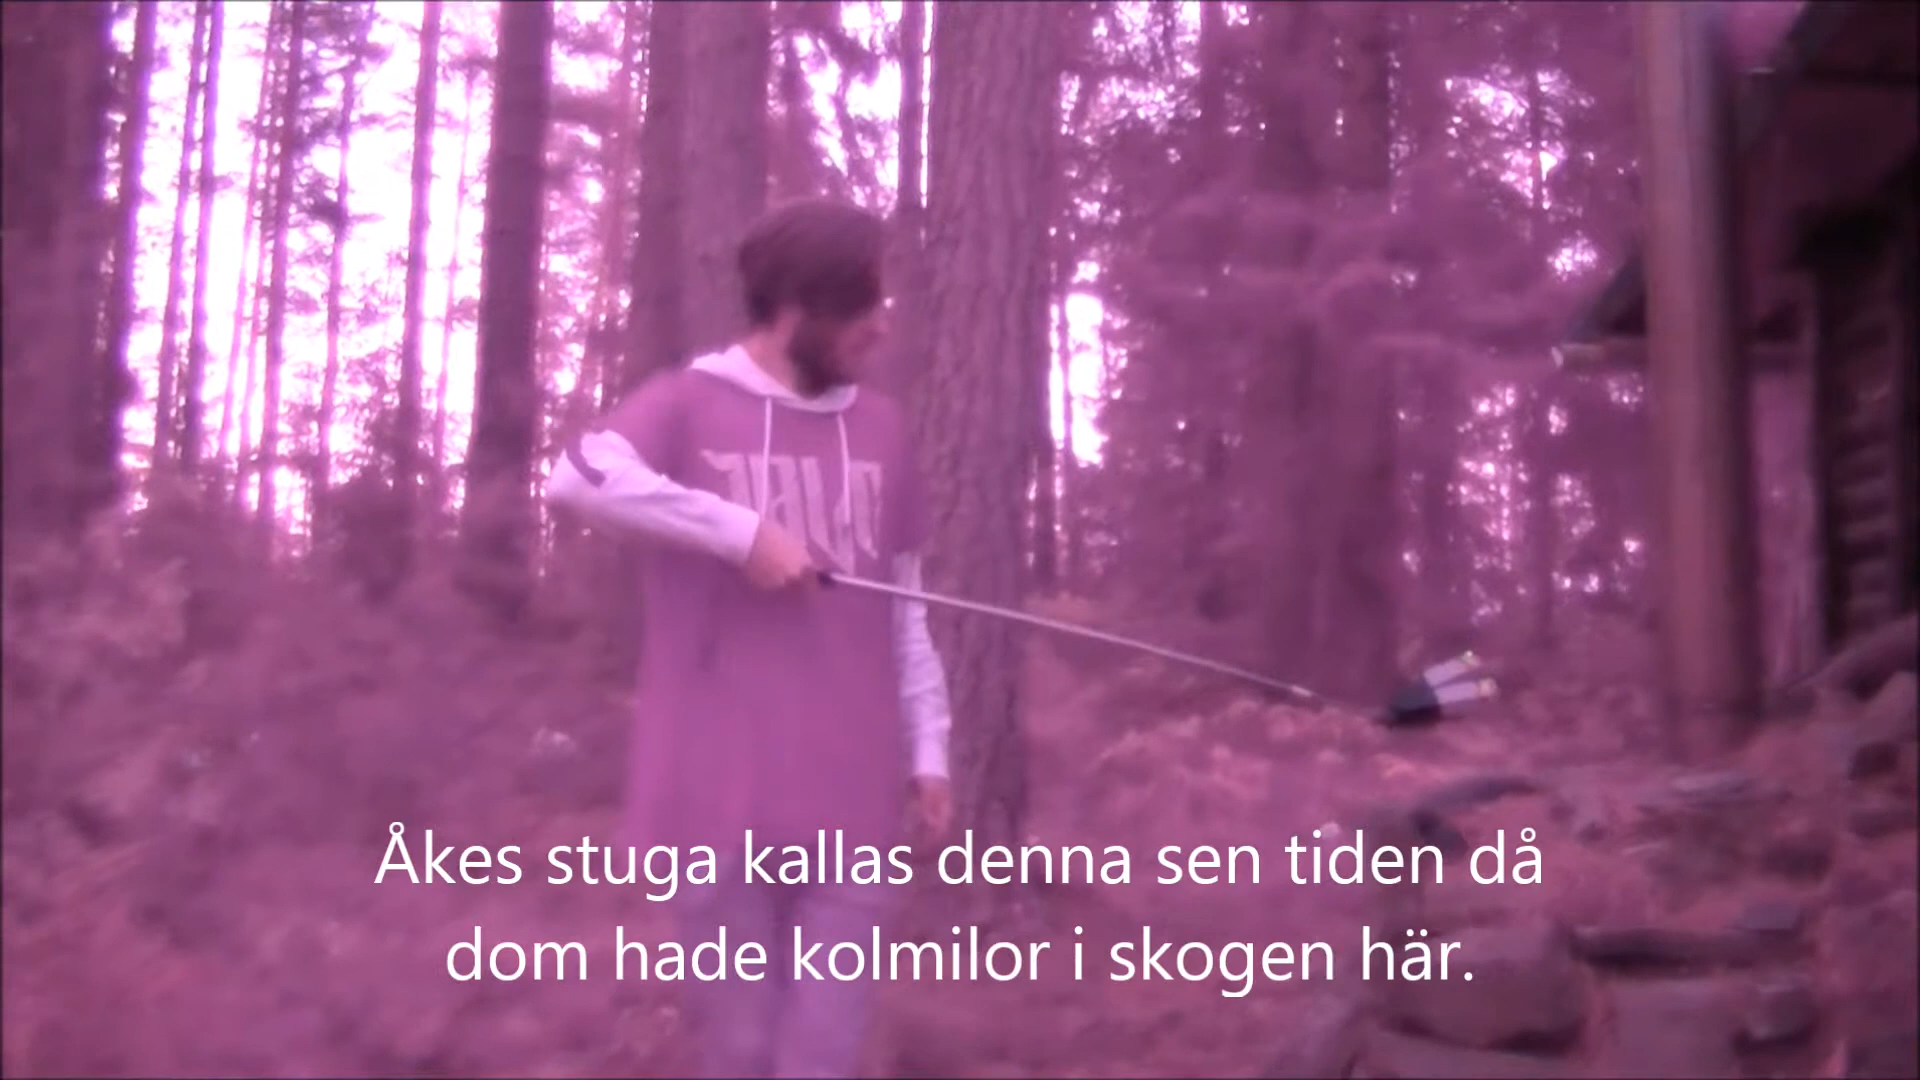 Åkes stuga kallas denna sen tiden då
dom hade kolmilor i skogen här.